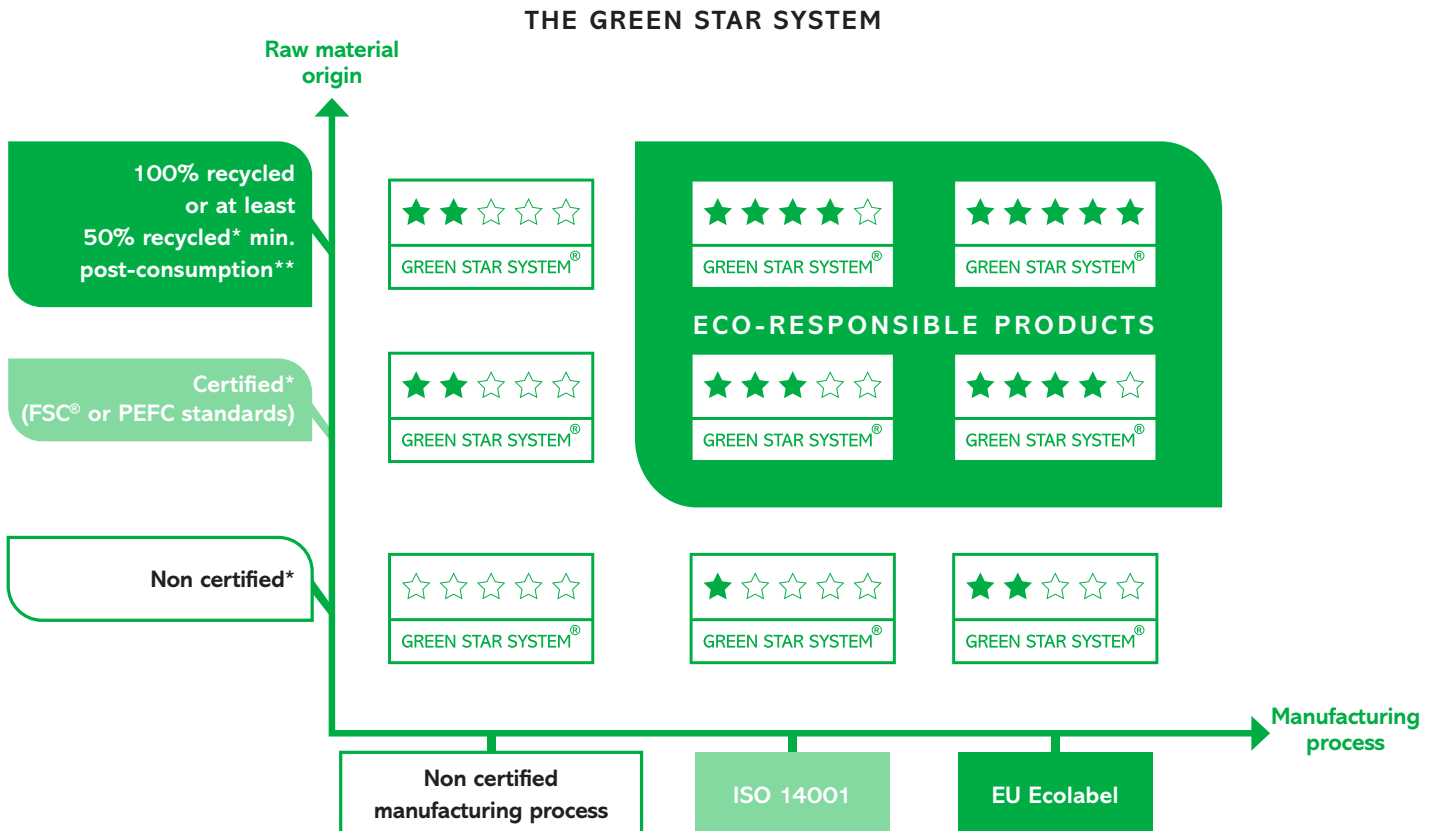 THE GREEN STAR SYSTEM
Raw material
origin
100% recycled
or at least
50% recycled* min.
post-consumption**
GREEN STAR SYSTEM®
GREEN STAR SYSTEM®
GREEN STAR SYSTEM®
ECO-RESPONSIBLE PRODUCTS
Certified*
(FSC® or PEFC standards)
GREEN STAR SYSTEM®
GREEN STAR SYSTEM®
GREEN STAR SYSTEM®
Non certified*
GREEN STAR SYSTEM®
GREEN STAR SYSTEM®
GREEN STAR SYSTEM®
Manufacturing
process
Non certified
manufacturing process
ISO 14001
EU Ecolabel